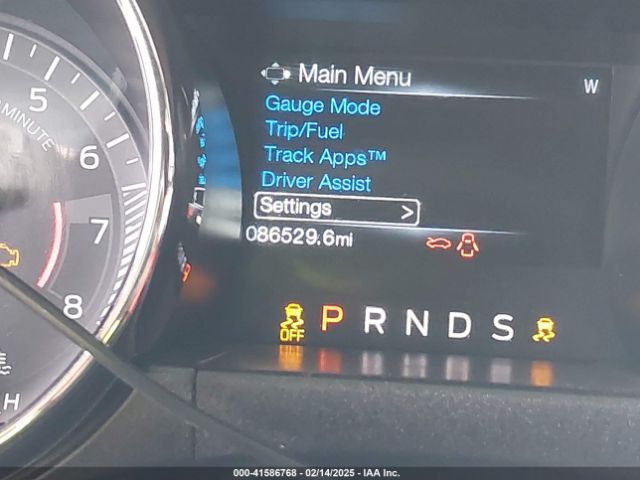 Main Menu
W
Gauge Mode
Trip/Fuel
Track Apps™
Driver Assist
Settings >
086529.6mi
5
6
7
8
H
OFF P R N D S
000-41586768 - 02/14/2025 - IAA Inc.